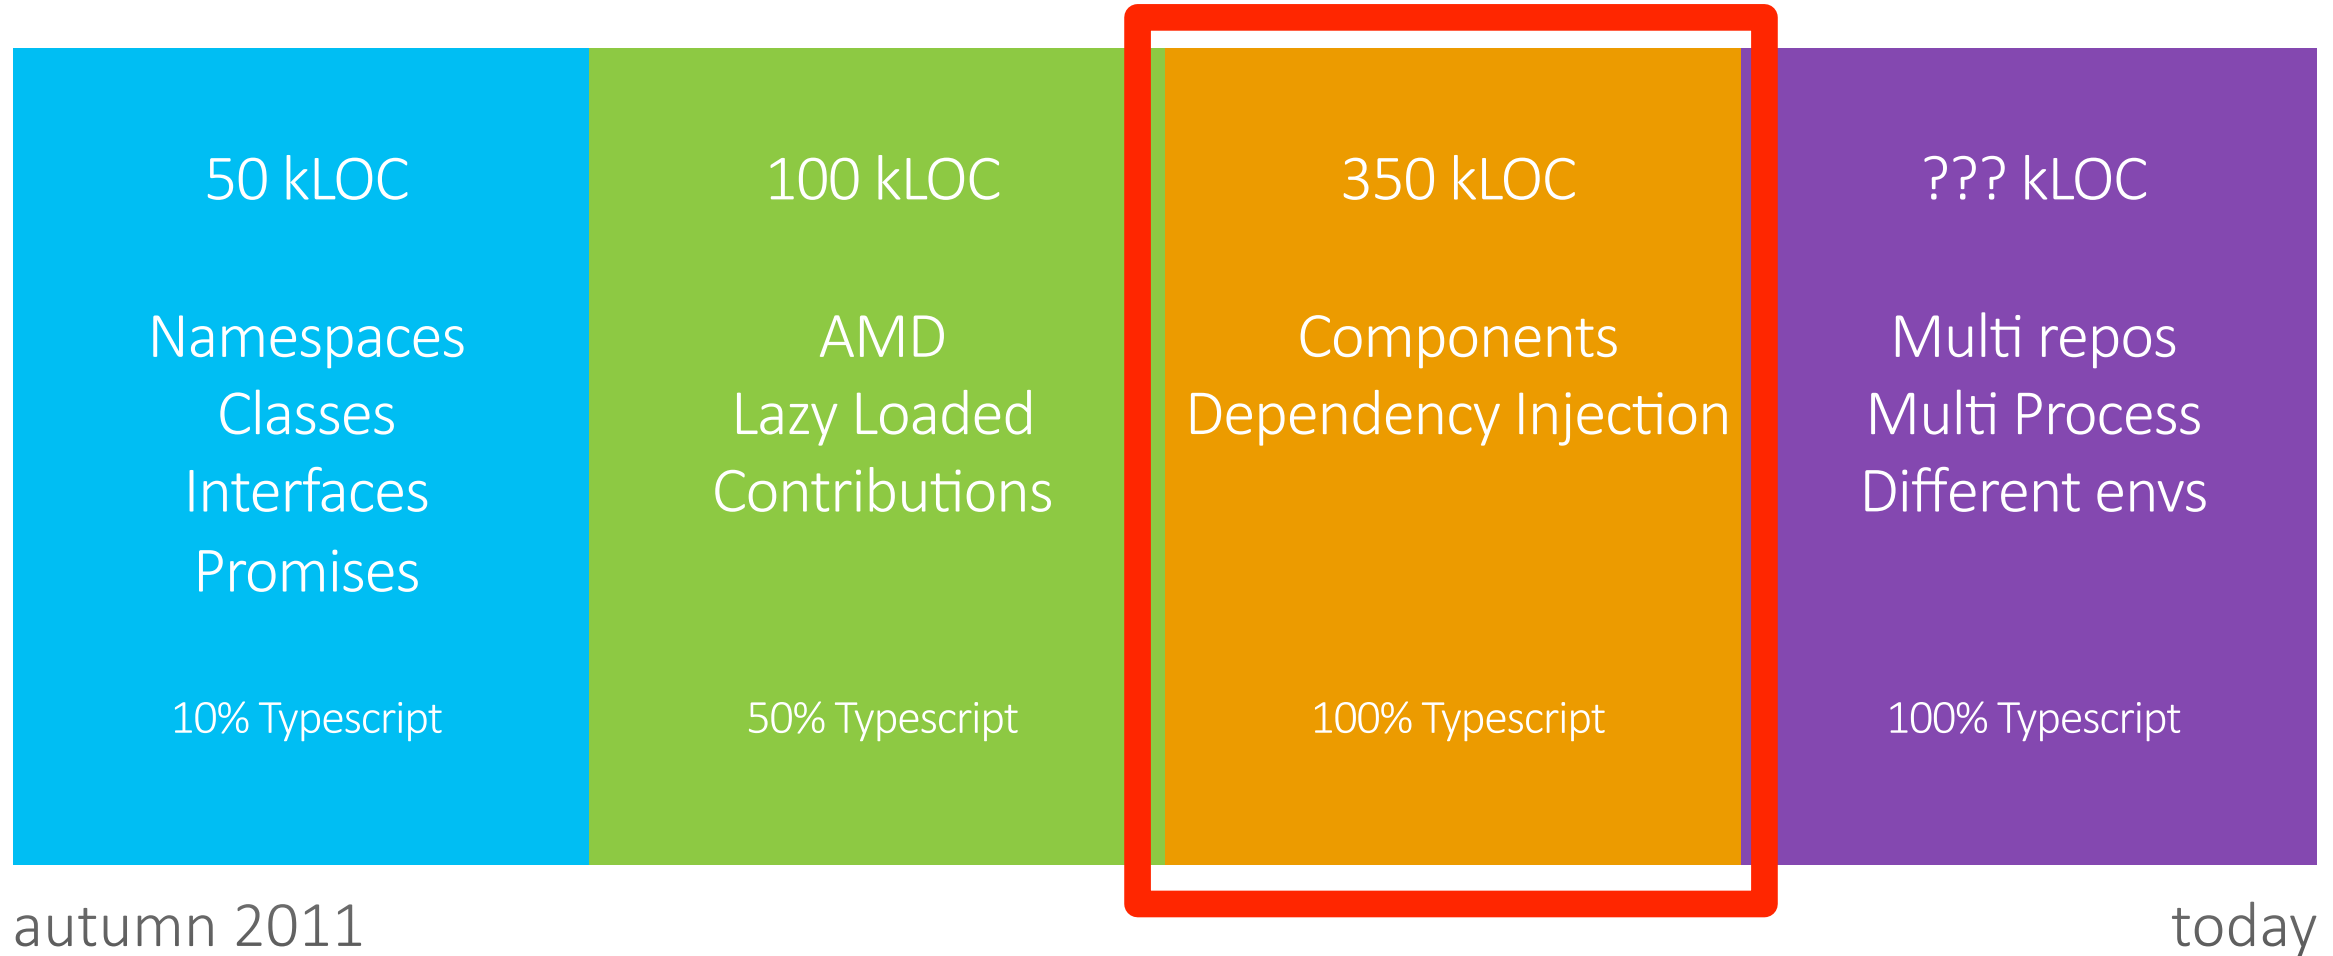 50 kLOC
Namespaces
Classes
Interfaces
Promises
10% Typescript
100 kLOC
AMD
Lazy Loaded
Contributions
50% Typescript
350 kLOC
Components
Dependency Injection
100% Typescript
??? kLOC
Multi repos
Multi Process
Different envs
100% Typescript
autumn 2011
today